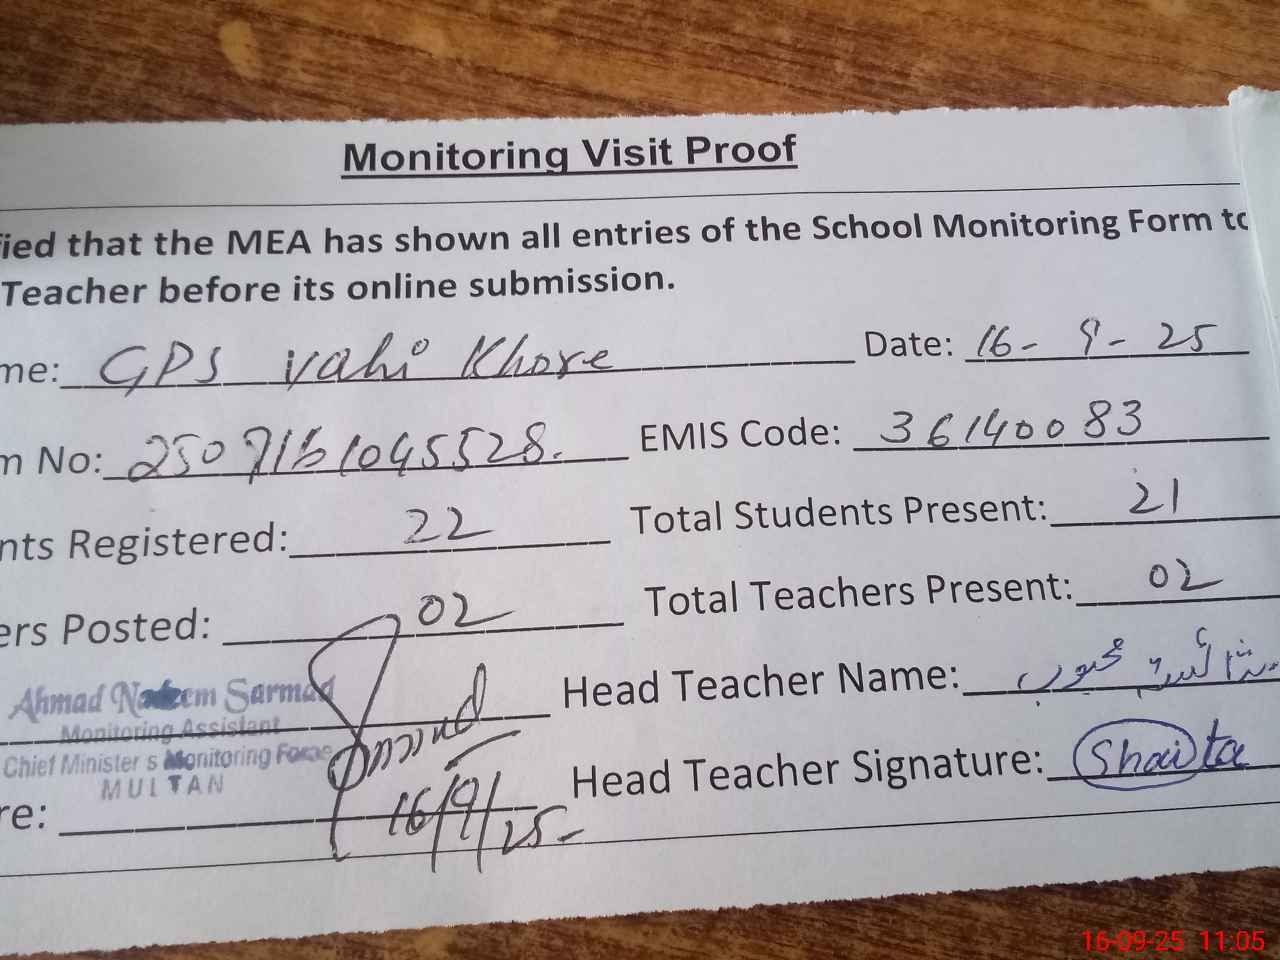 Monitoring Visit Proof
ied that the MEA has shown all entries of the School Monitoring Form to
Teacher before its online submission.
me: GPS vahi Khore Date: 16-9-25
m No: 2509161045528. EMIS Code: 36140083
nts Registered: 22 Total Students Present: 21
ers Posted: 02 Total Teachers Present: 02
Ahmad Nadeem Sarmad
Monitoring Assistant
Chief Minister s Monitoring Force
MULTAN
Head Teacher Name:
re: 16/9/25- Head Teacher Signature: Shaista
16-09-25 11:05